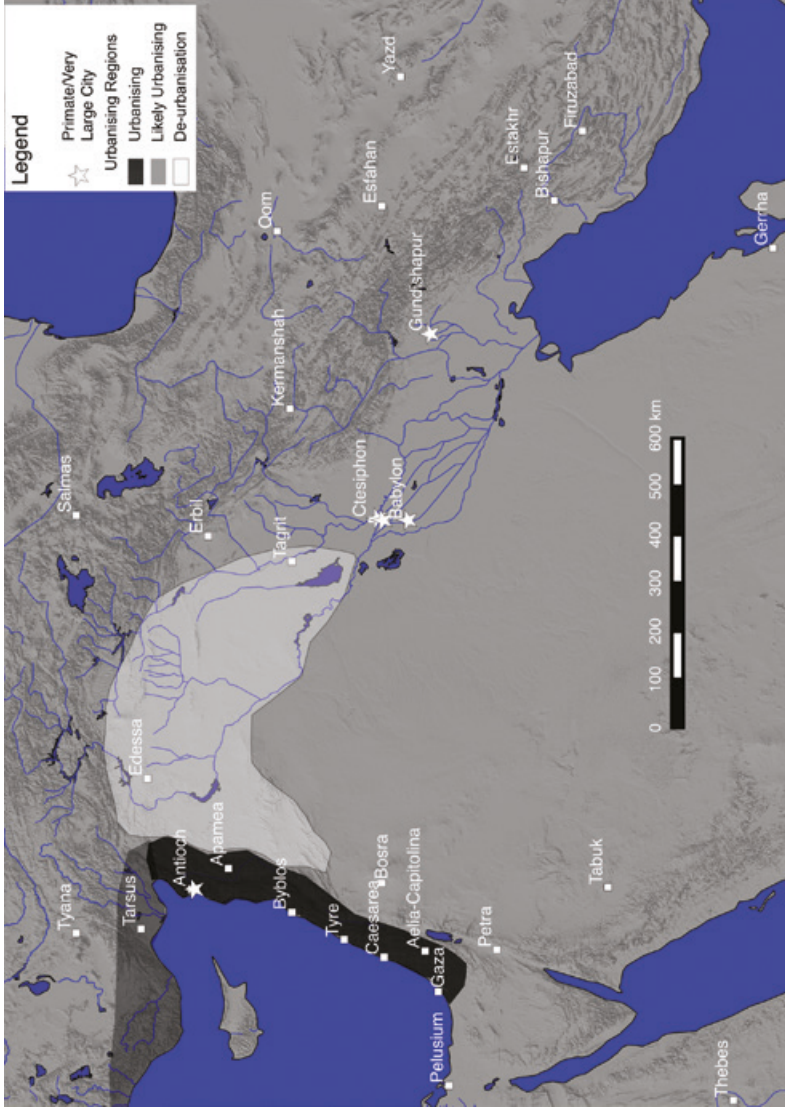 Legend
Primate/Very
Large City
Urbanising Regions
Urbanising
Likely Urbanising
De-urbanisation
Yazd
Salmas
Qom
Esfahan
Estakhr
Firuzabad
Bishapur
Gundishapur
Kermanshah
Erbil
Tagrit
Ctesiphon
Babylon
Gerrha
Edessa
Tyana
Tarsus
Antioch
Apamea
Byblos
Tyre
Caesarea
Bosra
Aelia-Capitolina
Gaza
Petra
Tabuk
Pelusium
Thebes
0 100 200 300 400 500 600 km